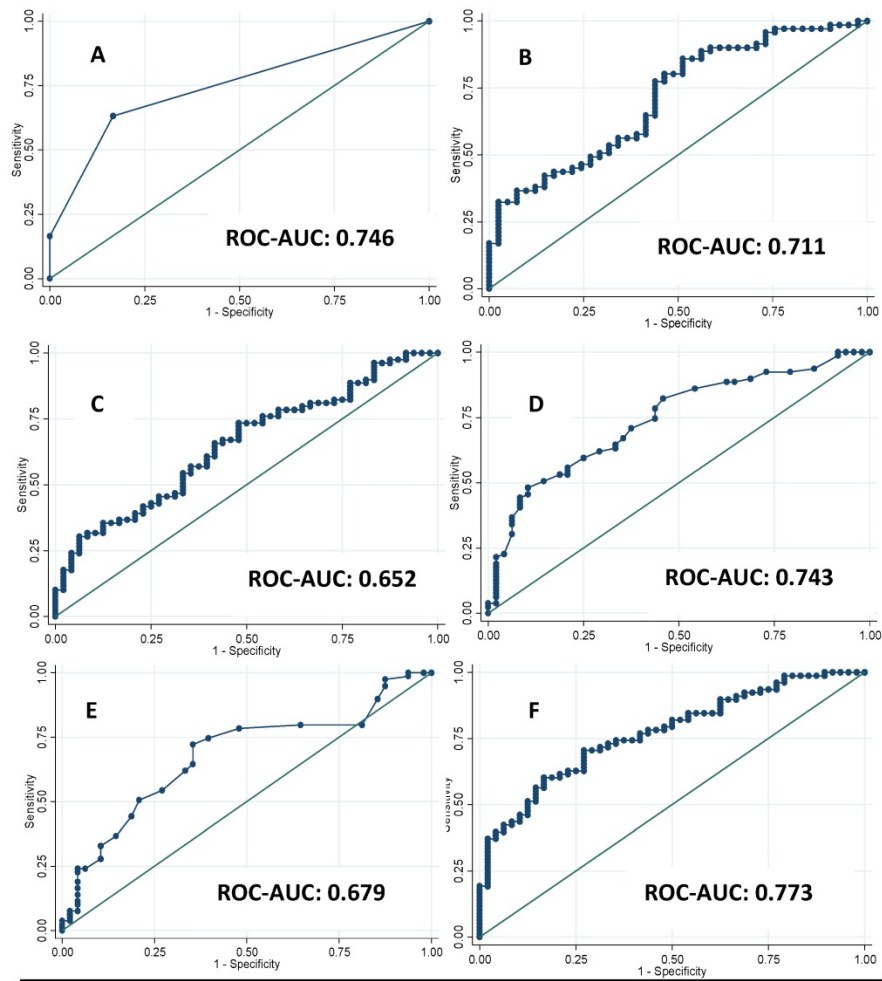 A
Sensitivity
0.00 0.25 0.50 0.75 1.00
ROC-AUC: 0.746
0.00 0.25 0.50 0.75 1.00
1 - Specificity
B
Sensitivity
0.00 0.25 0.50 0.75 1.00
ROC-AUC: 0.711
0.00 0.25 0.50 0.75 1.00
1 - Specificity
C
Sensitivity
0.00 0.25 0.50 0.75 1.00
ROC-AUC: 0.652
0.00 0.25 0.50 0.75 1.00
1 - Specificity
D
Sensitivity
0.00 0.25 0.50 0.75 1.00
ROC-AUC: 0.743
0.00 0.25 0.50 0.75 1.00
1 - Specificity
E
Sensitivity
0.00 0.25 0.50 0.75 1.00
ROC-AUC: 0.679
0.00 0.25 0.50 0.75 1.00
1 - Specificity
F
Sensitivity
0.00 0.25 0.50 0.75 1.00
ROC-AUC: 0.773
0.00 0.25 0.50 0.75 1.00
1 - Specificity